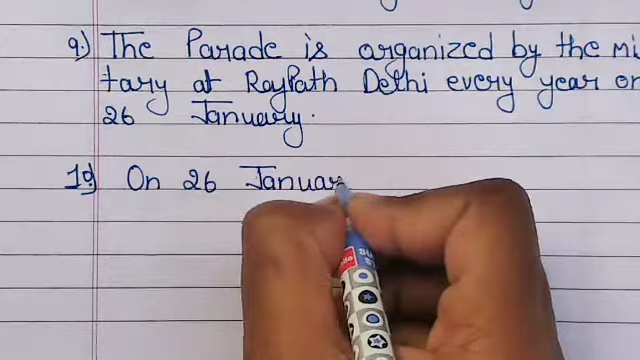 9.) The Parade is organized by the mi
tary at RayPath Delhi every year on
26 January.
10) On 26 Januar